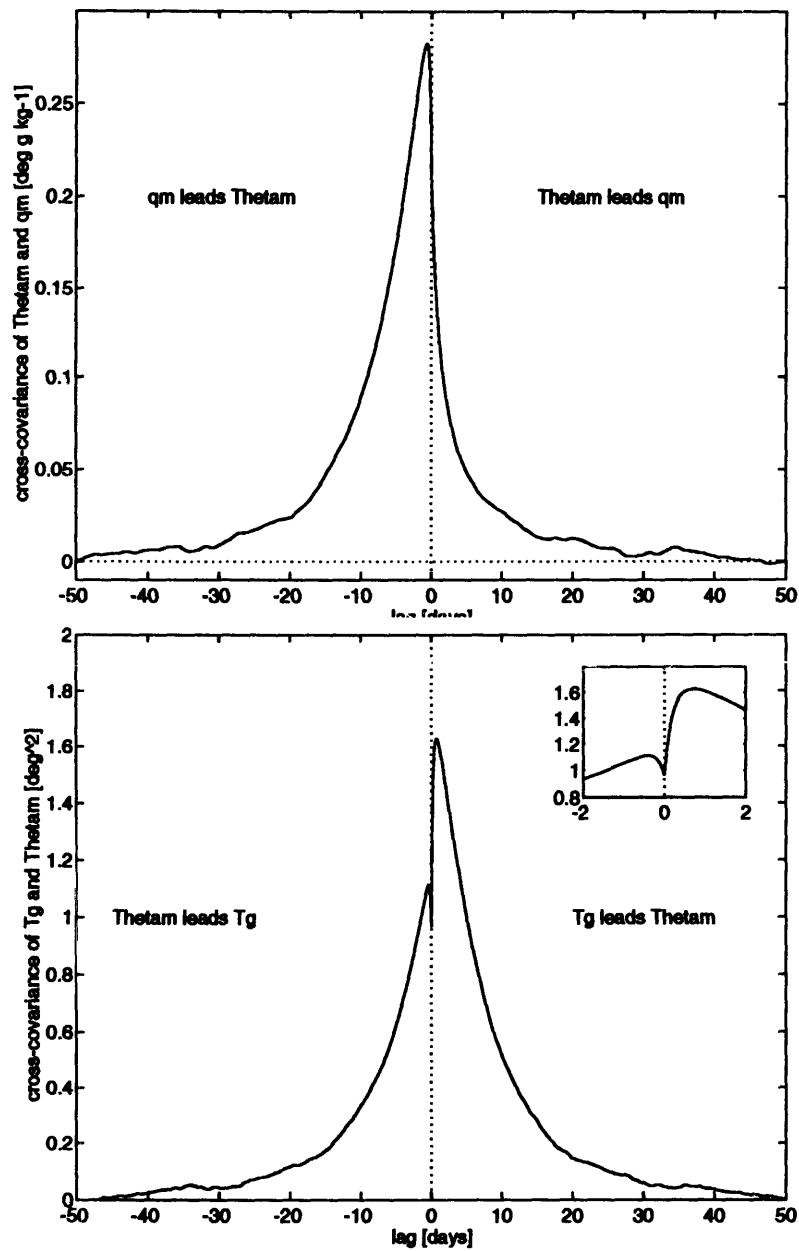 cross-covariance of Thetam and qm [deg g kg-1]
0.25
0.2
0.15
0.1
0.05
0
qm leads Thetam
Thetam leads qm
-50 -40 -30 -20 -10 0 10 20 30 40 50
lag [days]
cross-covariance of Tg and Thetam [deg^2]
2
1.8
1.6
1.4
1.2
1
0.8
0.6
0.4
0.2
0
1.6
1.4
1.2
1
0.8
-2 0 2
Thetam leads Tg
Tg leads Thetam
-50 -40 -30 -20 -10 0 10 20 30 40 50
lag [days]